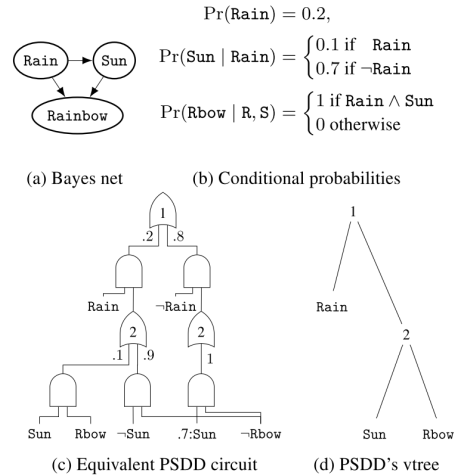 Pr(Rain) = 0.2,
Rain
Sun
Rainbow
Pr(Sun | Rain) = { 0.1 if Rain
0.7 if ¬Rain
Pr(Rbow | R, S) = { 1 if Rain ∧ Sun
0 otherwise
(a) Bayes net
(b) Conditional probabilities
1
.2 .8
Rain ¬Rain
2 2
.1 .9 1
Sun Rbow ¬Sun .7:Sun ¬Rbow
(c) Equivalent PSDD circuit
1
Rain
2
Sun Rbow
(d) PSDD's vtree